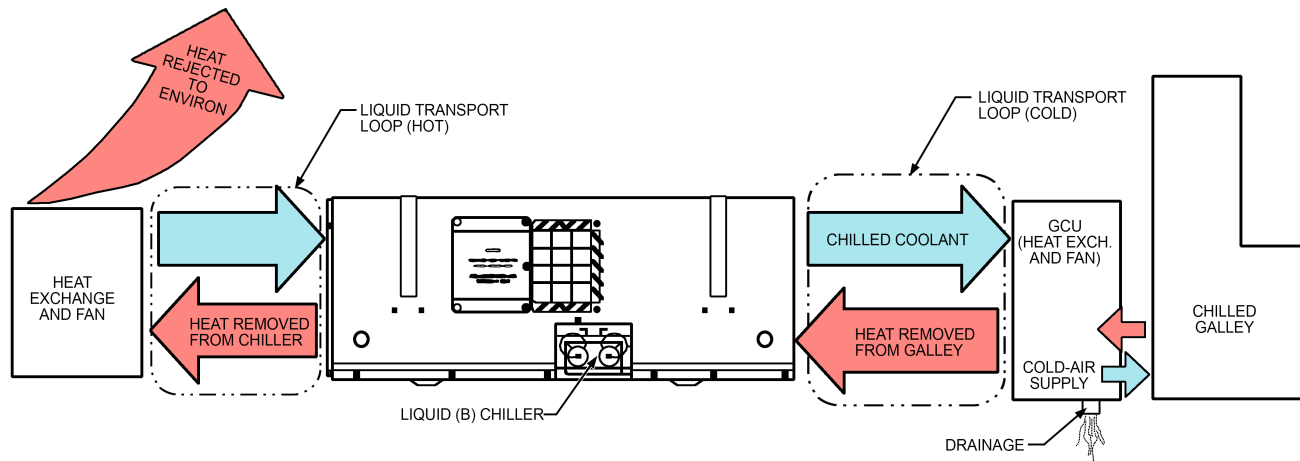 HEAT
REJECTED
TO
ENVIRON
LIQUID TRANSPORT
LOOP (HOT)
LIQUID TRANSPORT
LOOP (COLD)
HEAT
EXCHANGE
AND FAN
HEAT REMOVED
FROM CHILLER
LIQUID (B) CHILLER
CHILLED COOLANT
HEAT REMOVED
FROM GALLEY
GCU
(HEAT EXCH.
AND FAN)
COLD-AIR
SUPPLY
DRAINAGE
CHILLED
GALLEY